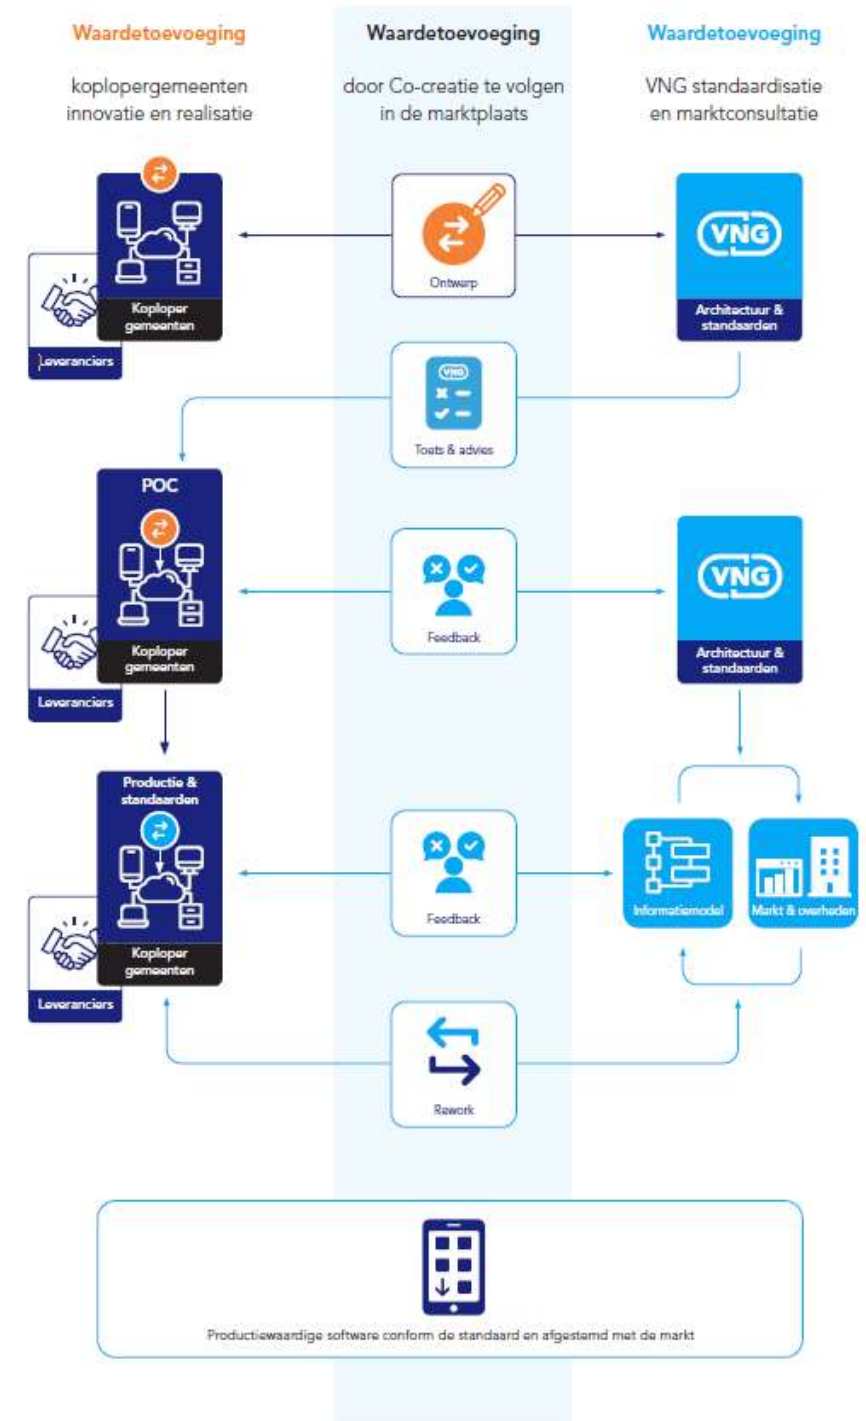 Waardetoevoeging
koplopergemeenten
innovatie en realisatie
Waardetoevoeging
door Co-creatie te volgen
in de marktplaats
Waardetoevoeging
VNG standaardisatie
en marktconsultatie
Koploper
gemeenten
Leveranciers
Ontwerp
VNG
Architectuur &
standaarden
VNG
Toets & advies
POC
Koploper
gemeenten
Leveranciers
Feedback
VNG
Architectuur &
standaarden
Productie &
standaarden
Koploper
gemeenten
Leveranciers
Feedback
Informatiemodel
Markt & overheden
Rework
Productiewaardige software conform de standaard en afgestemd met de markt